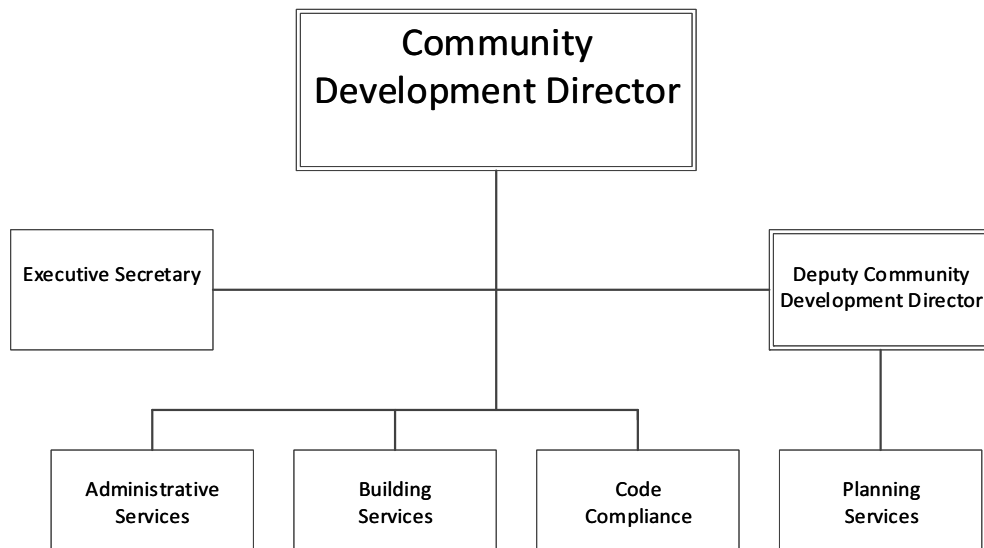 Community
Development Director
Executive Secretary
Deputy Community
Development Director
Administrative
Services
Building
Services
Code
Compliance
Planning
Services